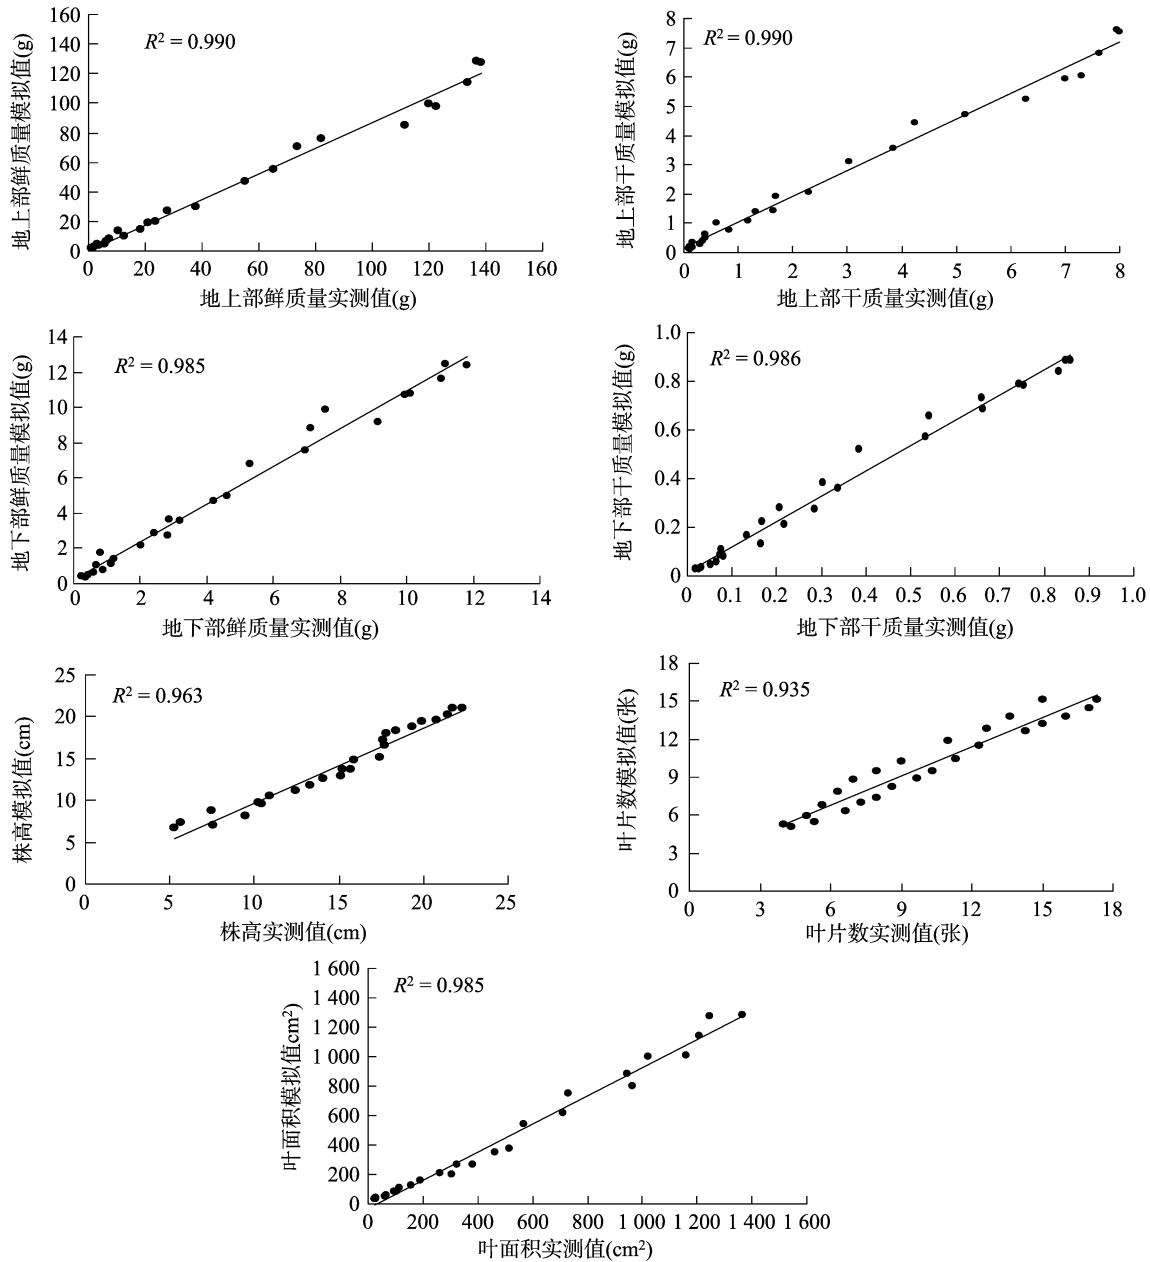 160
140
120
100
80
60
40
20
0
地上部鲜质量模拟值(g)
R² = 0.990
0 20 40 60 80 100 120 140 160
地上部鲜质量实测值(g)
8
7
6
5
4
3
2
1
0
地上部干质量模拟值(g)
R² = 0.990
0 1 2 3 4 5 6 7 8
地上部干质量实测值(g)
14
12
10
8
6
4
2
0
地下部鲜质量模拟值(g)
R² = 0.985
0 2 4 6 8 10 12 14
地下部鲜质量实测值(g)
1.0
0.8
0.6
0.4
0.2
0
地下部干质量模拟值(g)
R² = 0.986
0 0.1 0.2 0.3 0.4 0.5 0.6 0.7 0.8 0.9 1.0
地下部干质量实测值(g)
25
20
15
10
5
0
株高模拟值(cm)
R² = 0.963
0 5 10 15 20 25
株高实测值(cm)
18
15
12
9
6
3
0
叶片数模拟值(张)
R² = 0.935
0 3 6 9 12 15 18
叶片数实测值(张)
1 600
1 400
1 200
1 000
800
600
400
200
0
叶面积模拟值cm²)
R² = 0.985
0 200 400 600 800 1 000 1 200 1 400 1 600
叶面积实测值(cm²)